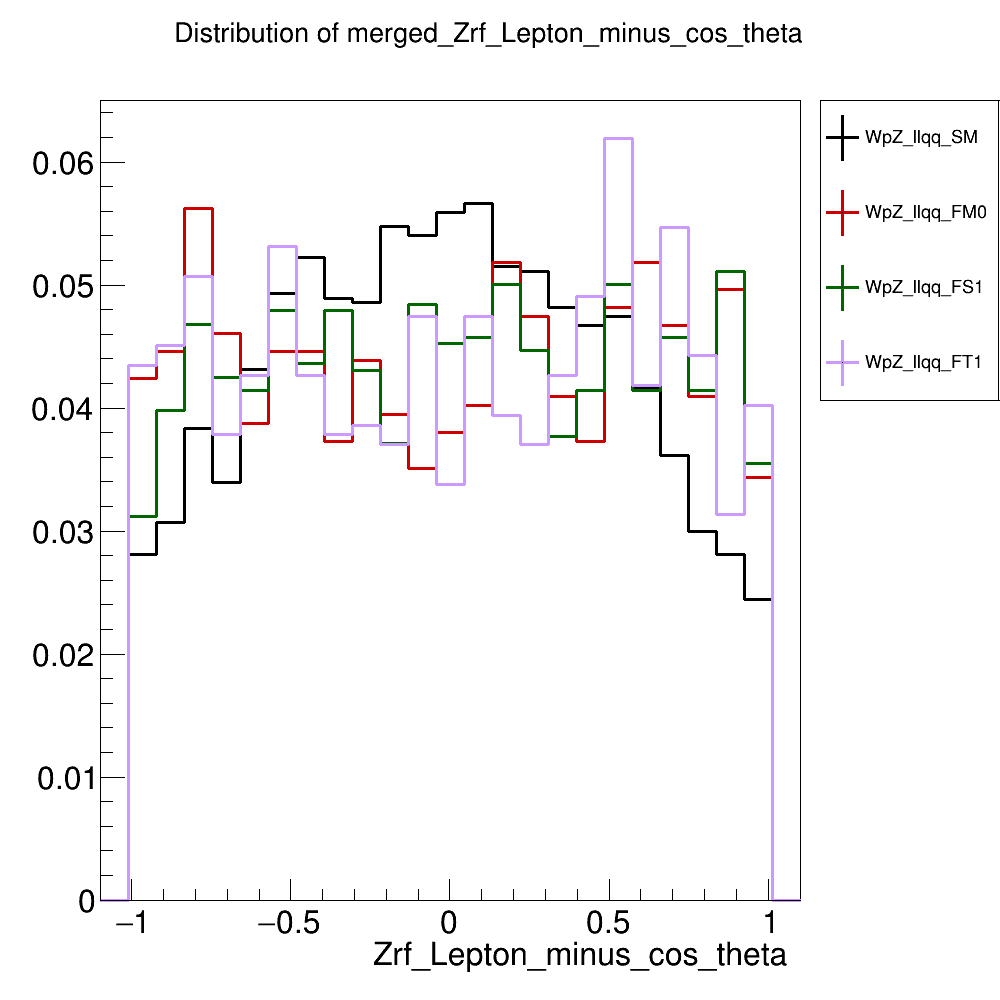 Distribution of merged_Zrf_Lepton_minus_cos_theta
WpZ_llqq_SM
WpZ_llqq_FM0
WpZ_llqq_FS1
WpZ_llqq_FT1
0.06
0.05
0.04
0.03
0.02
0.01
0
−1 −0.5 0 0.5 1
Zrf_Lepton_minus_cos_theta